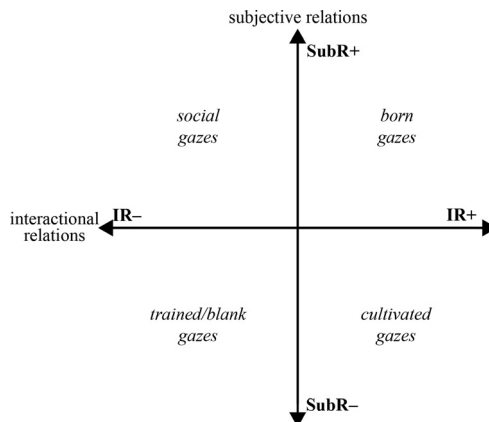 subjective relations
SubR+
social
gazes
born
gazes
IR–
IR+
interactional
relations
trained/blank
gazes
cultivated
gazes
SubR–